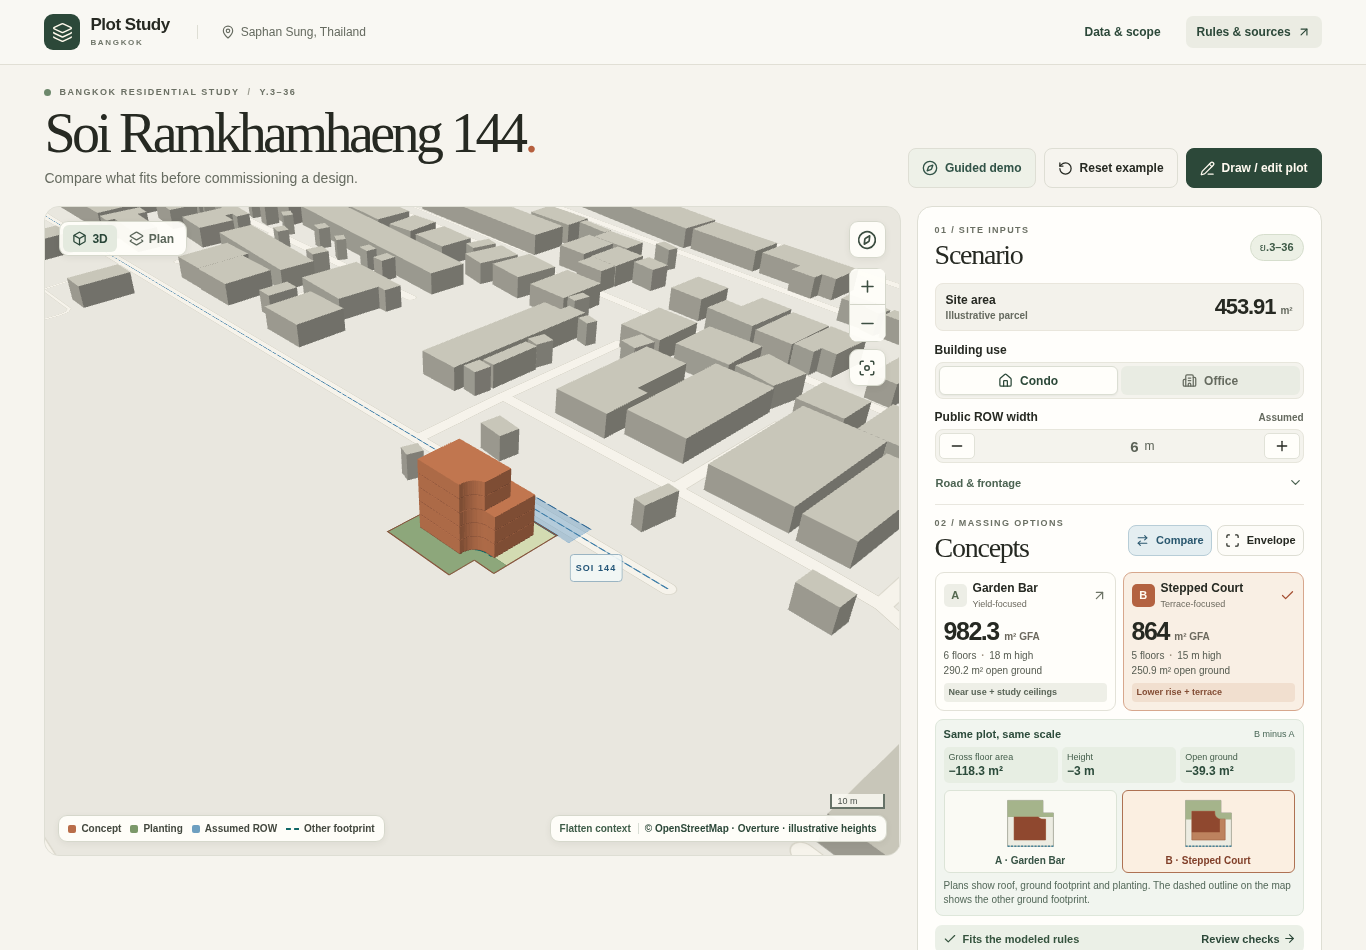 Plot Study
BANGKOK
Saphan Sung, Thailand
Data & scope
Rules & sources
BANGKOK RESIDENTIAL STUDY / Y.3–36
Soi Ramkhamhaeng 144.
Compare what fits before commissioning a design.
Guided demo
Reset example
Draw / edit plot
3D
Plan
SOI 144
10 m
Concept
Planting
Assumed ROW
Other footprint
Flatten context
© OpenStreetMap · Overture · illustrative heights
01 / SITE INPUTS
Scenario
ย.3–36
Site area
Illustrative parcel
453.91 m²
Building use
Condo
Office
Public ROW width
Assumed
6 m
Road & frontage
02 / MASSING OPTIONS
Concepts
Compare
Envelope
A
Garden Bar
Yield-focused
982.3 m² GFA
6 floors · 18 m high
290.2 m² open ground
Near use + study ceilings
B
Stepped Court
Terrace-focused
864 m² GFA
5 floors · 15 m high
250.9 m² open ground
Lower rise + terrace
Same plot, same scale
B minus A
Gross floor area
−118.3 m²
Height
−3 m
Open ground
−39.3 m²
A · Garden Bar
B · Stepped Court
Plans show roof, ground footprint and planting. The dashed outline on the map
shows the other ground footprint.
Fits the modeled rules
Review checks